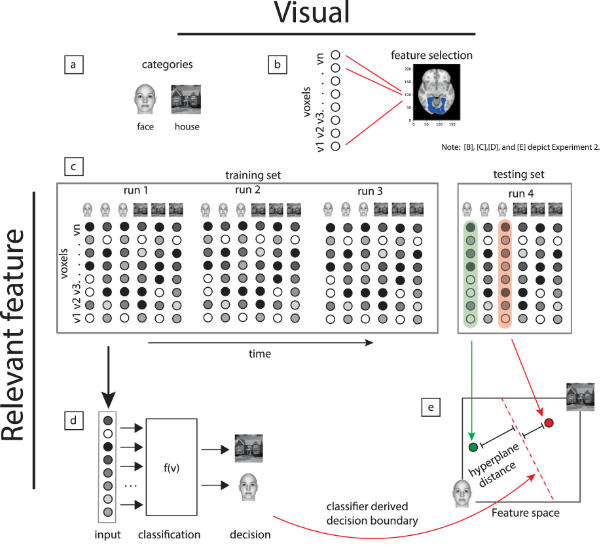 Visual
a
categories
face
house
b
voxels
v1 v2 v3. . . . vn
feature selection
Note: [B], [C],[D], and [E] depict Experiment 2.
Relevant feature
c
training set
testing set
run 1
run 2
run 3
run 4
voxels
v1 v2 v3. . . . vn
time
d
f(v)
...
input
classification
decision
classifier derived
decision boundary
e
hyperplane
distance
Feature space